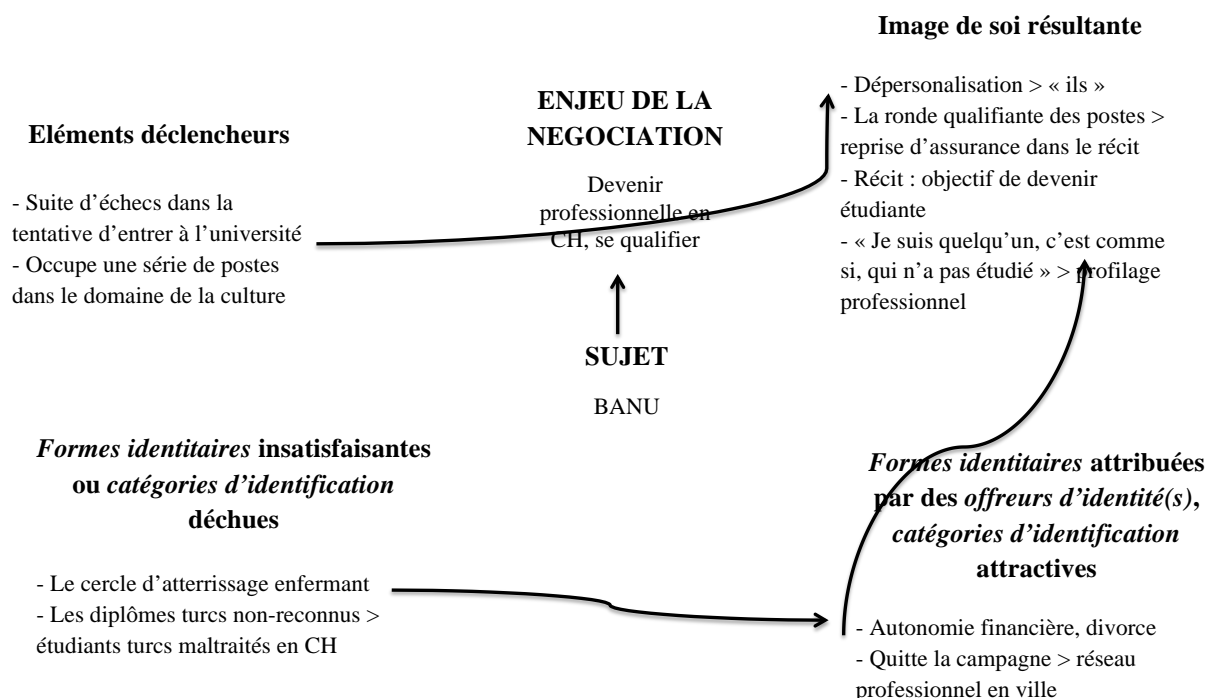 Eléments déclencheurs
- Suite d’échecs dans la
tentative d’entrer à l’université
- Occupe une série de postes
dans le domaine de la culture
ENJEU DE LA
NEGOCIATION
Devenir
professionnelle en
CH, se qualifier
SUJET
BANU
Image de soi résultante
- Dépersonalisation > « ils »
- La ronde qualifiante des postes >
reprise d’assurance dans le récit
- Récit : objectif de devenir
étudiante
- « Je suis quelqu’un, c’est comme
si, qui n’a pas étudié » > profilage
professionnel
Formes identitaires insatisfaisantes
ou catégories d’identification
déchues
- Le cercle d’atterrissage enfermant
- Les diplômes turcs non-reconnus >
étudiants turcs maltraités en CH
Formes identitaires attribuées
par des offreurs d’identité(s),
catégories d’identification
attractives
- Autonomie financière, divorce
- Quitte la campagne > réseau
professionnel en ville